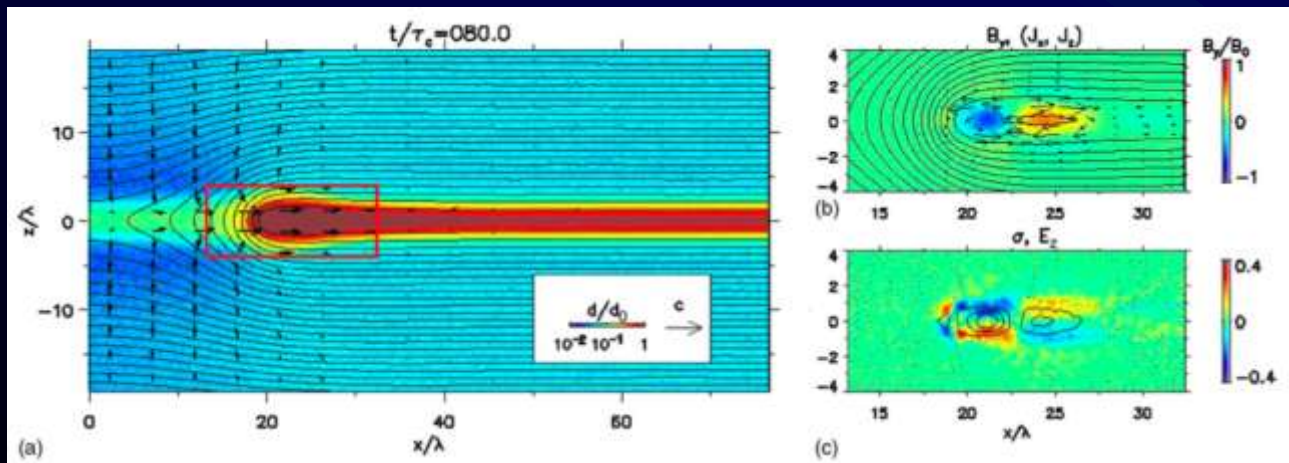 t/τc=080.0
z/λ
10
0
−10
d/d0
c
10−2 10−1 1
0 20 40 60
x/λ
(a)
By, (Jx, Jz)
By/B0
4
2
0
−2
−4
15 20 25 30
1
0
−1
(b)
σ, Ez
4
2
0
−2
−4
15 20 25 30
x/λ
0.4
0
−0.4
(c)